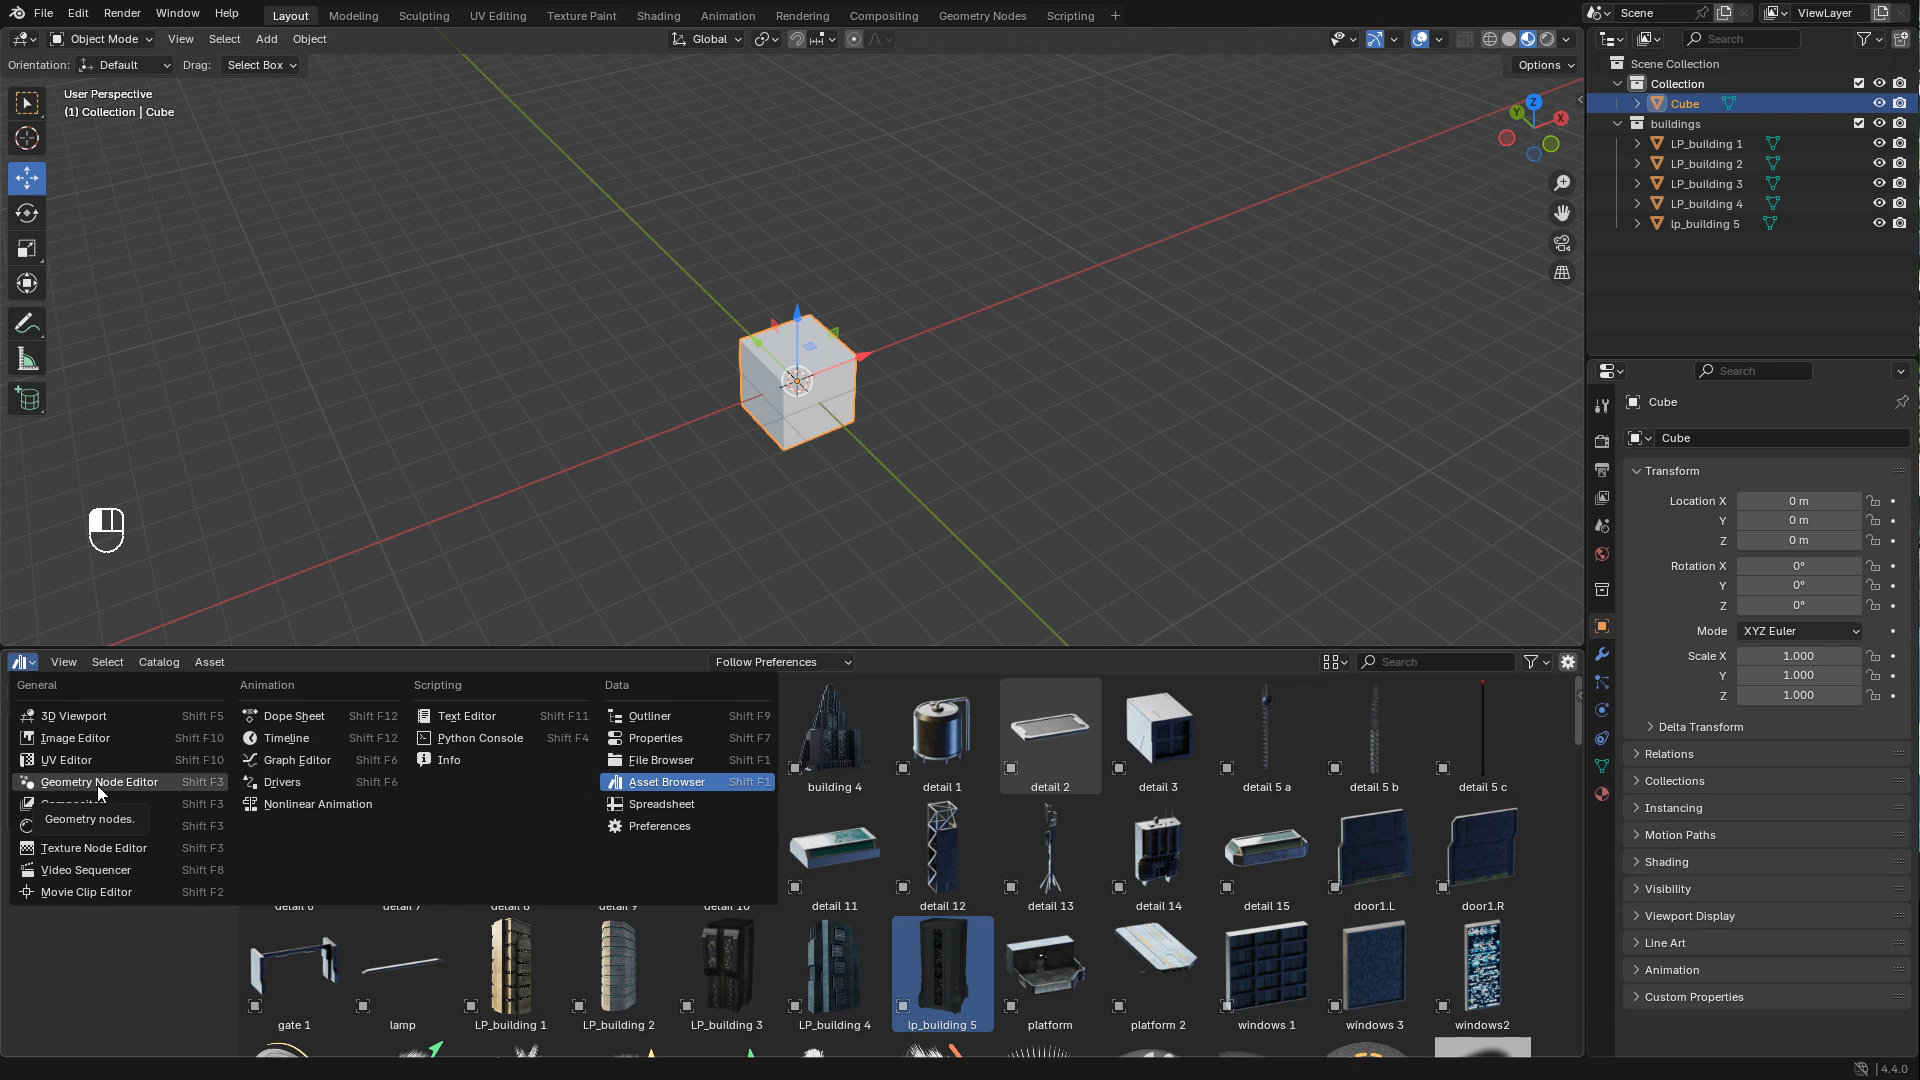 File Edit Render Window Help Layout Modeling Sculpting UV Editing Texture Paint Shading Animation Rendering Compositing Geometry Nodes Scripting Scene ViewLayer
Object Mode View Select Add Object Global Search
Orientation: Default Drag: Select Box Options
User Perspective
(1) Collection | Cube
Z
Y
X
Scene Collection
Collection
Cube
buildings
LP_building 1
LP_building 2
LP_building 3
LP_building 4
lp_building 5
Search
Cube
Cube
Transform
Location X 0 m
Y 0 m
Z 0 m
Rotation X 0°
Y 0°
Z 0°
Mode XYZ Euler
Scale X 1.000
Y 1.000
Z 1.000
Delta Transform
Relations
Collections
Instancing
Motion Paths
Shading
Visibility
Viewport Display
Line Art
Animation
Custom Properties
View Select Catalog Asset Follow Preferences Search
General Animation Scripting Data
3D Viewport Shift F5 Dope Sheet Shift F12 Text Editor Shift F11 Outliner Shift F9
Image Editor Shift F10 Timeline Shift F12 Python Console Shift F4 Properties Shift F7
UV Editor Shift F10 Graph Editor Shift F6 Info File Browser Shift F1
Geometry Node Editor Shift F3 Drivers Shift F6 Asset Browser Shift F1
Shift F3 Nonlinear Animation Spreadsheet
Geometry nodes. Shift F3 Preferences
Texture Node Editor Shift F3
Video Sequencer Shift F8
Movie Clip Editor Shift F2
building 4 detail 1 detail 2 detail 3 detail 5 a detail 5 b detail 5 c
detail 6 detail 7 detail 8 detail 9 detail 10 detail 11 detail 12 detail 13 detail 14 detail 15 door1.L door1.R
gate 1 lamp LP_building 1 LP_building 2 LP_building 3 LP_building 4 lp_building 5 platform platform 2 windows 1 windows 3 windows2
4.4.0